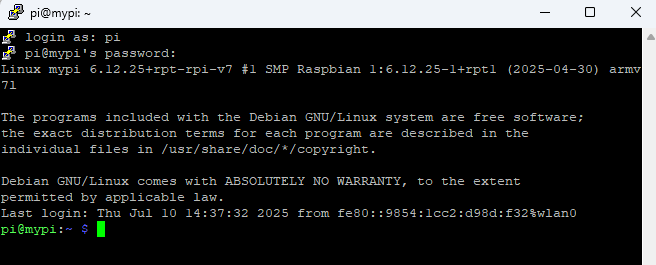 pi@mypi: ~
login as: pi
pi@mypi's password:
Linux mypi 6.12.25+rpt-rpi-v7 #1 SMP Raspbian 1:6.12.25-1+rpt1 (2025-04-30) armv
7l
The programs included with the Debian GNU/Linux system are free software;
the exact distribution terms for each program are described in the
individual files in /usr/share/doc/*/copyright.
Debian GNU/Linux comes with ABSOLUTELY NO WARRANTY, to the extent
permitted by applicable law.
Last login: Thu Jul 10 14:37:32 2025 from fe80::9854:1cc2:d98d:f32%wlan0
pi@mypi:~ $